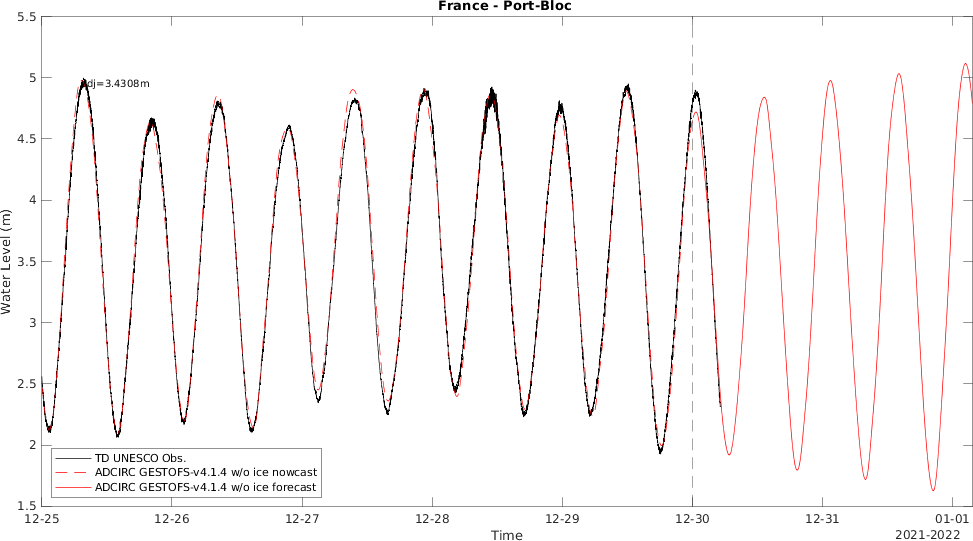 France - Port-Bloc
dj=3.4308m
5.5
5
4.5
4
3.5
3
2.5
2
1.5
Water Level (m)
TD UNESCO Obs.
ADCIRC GESTOFS-v4.1.4 w/o ice nowcast
ADCIRC GESTOFS-v4.1.4 w/o ice forecast
12-25 12-26 12-27 12-28 12-29 12-30 12-31 01-01
Time
2021-2022